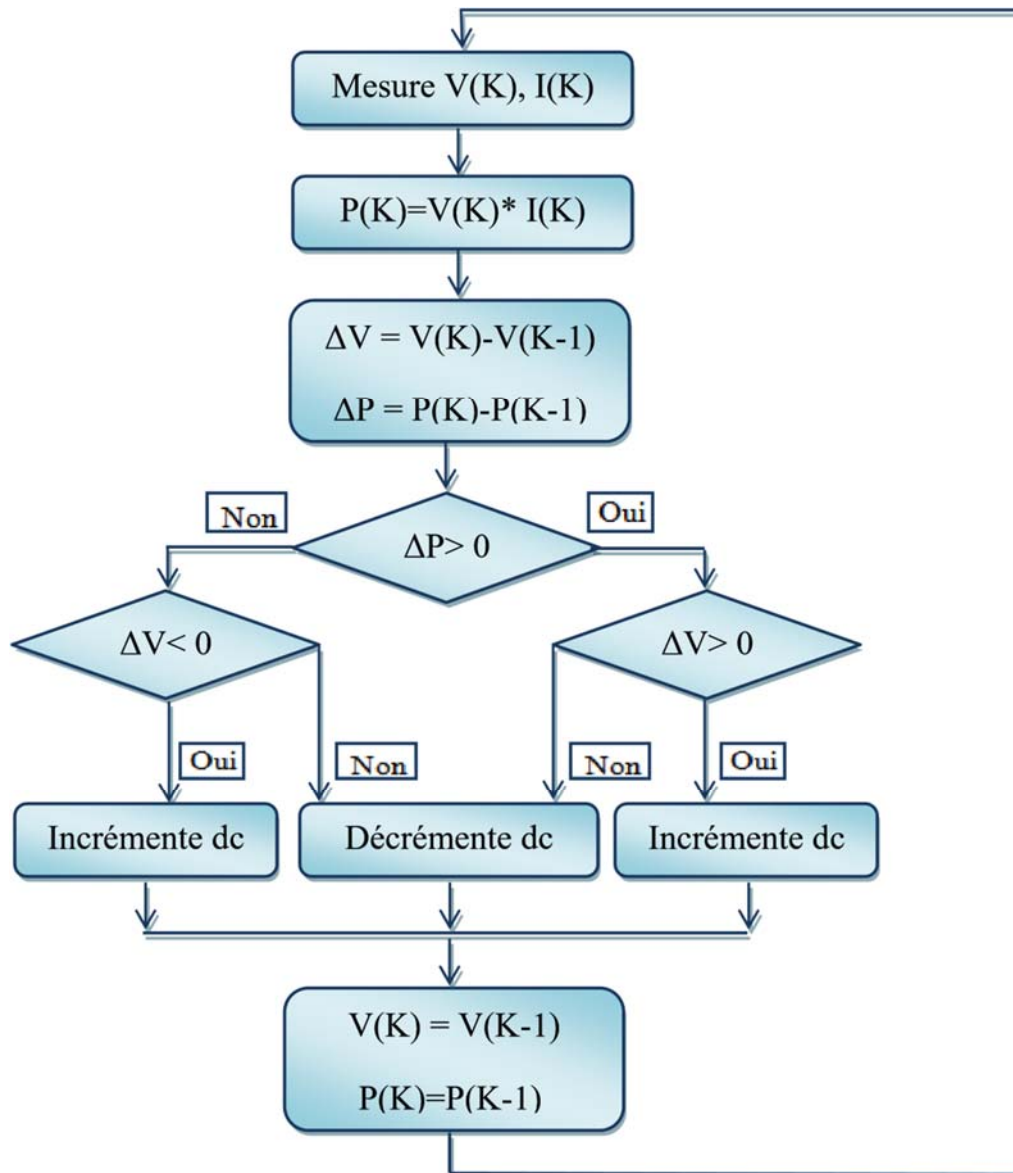 Mesure V(K), I(K)
P(K)=V(K)* I(K)
ΔV = V(K)-V(K-1)
ΔP = P(K)-P(K-1)
Non
Oui
ΔP> 0
ΔV< 0
ΔV> 0
Oui
Non
Non
Oui
Incrémente dc
Décrémente dc
Incrémente dc
V(K) = V(K-1)
P(K)=P(K-1)